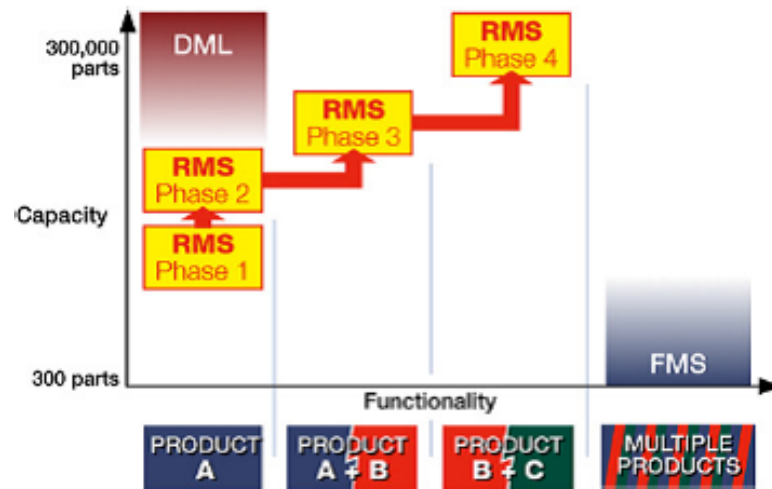 300,000
parts
DML
RMS
Phase 4
RMS
Phase 3
RMS
Phase 2
Capacity
RMS
Phase 1
FMS
300 parts
Functionality
PRODUCT
A
PRODUCT
A + B
PRODUCT
B + C
MULTIPLE
PRODUCTS